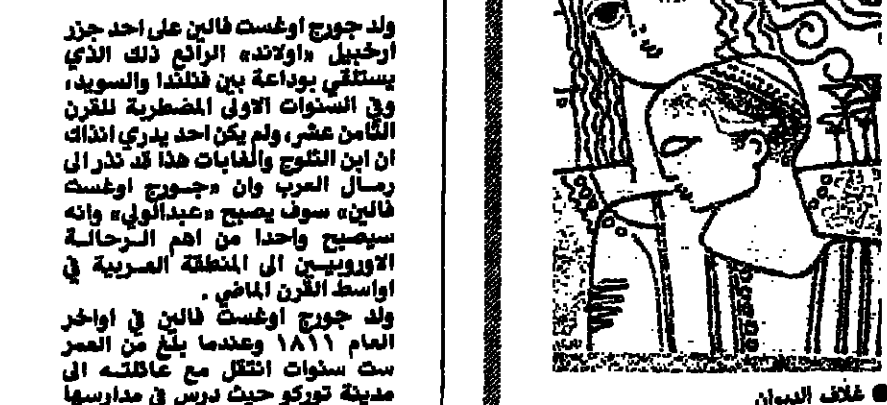 ولد جورج اوغست فالين على احد جزر
ارخبيل «اولاند» الرائع ذلك الذي
يستلقي بوداعة بين فنلندا والسويد،
وفي السنوات الاولى المضطربة للقرن
الثامن عشر، ولم يكن احد يدري انذاك
ان ابن الثلوج والغابات هذا قد نذر الى
رمال العرب وان «جورج اوغست
فالين» سوف يصبح «عبدالولي» وانه
سيصبح واحدا من اهم الرحالة
الاوروبيين الى المنطقة العربية في
اواسط القرن الماضي .
ولد جورج اوغست فالين في اواخر
العام ١٨١١ وعندما بلغ من العمر
ست سنوات انتقل مع عائلته الى
مدينة توركو حيث درس في مدارسها
● غلاف الديوان